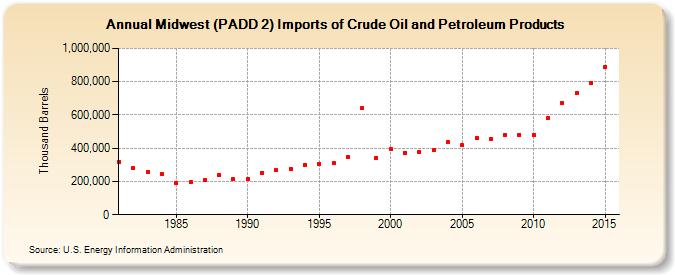 Annual Midwest (PADD 2) Imports of Crude Oil and Petroleum Products
Thousand Barrels
1,000,000
800,000
600,000
400,000
200,000
0
1985 1990 1995 2000 2005 2010 2015
Source: U.S. Energy Information Administration